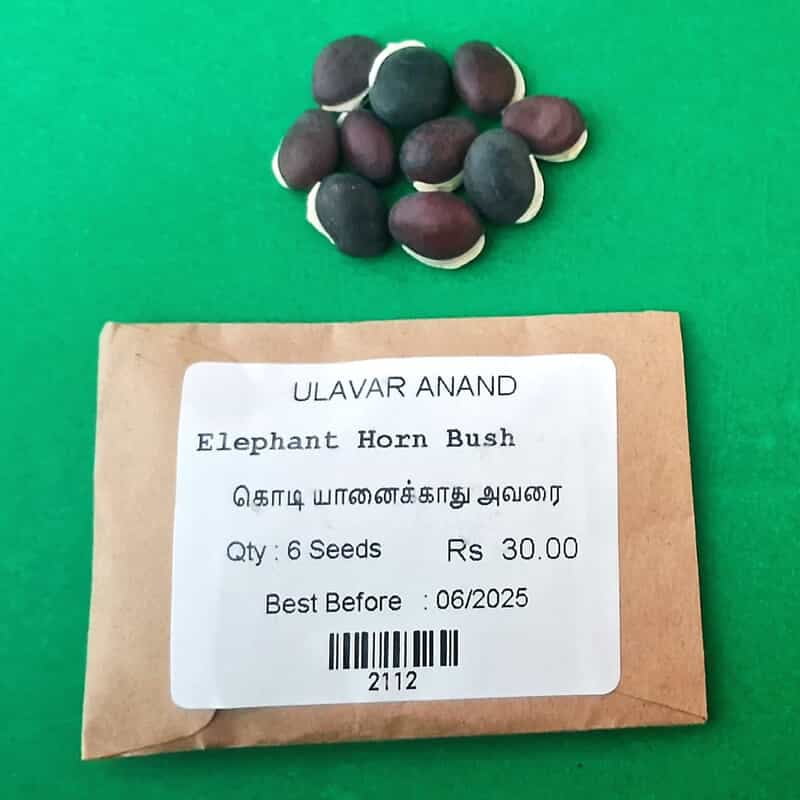 ULAVAR ANAND
Elephant Horn Bush
கொடி யானைக்காது அவரை
Qty : 6 Seeds Rs 30.00
Best Before : 06/2025
2112